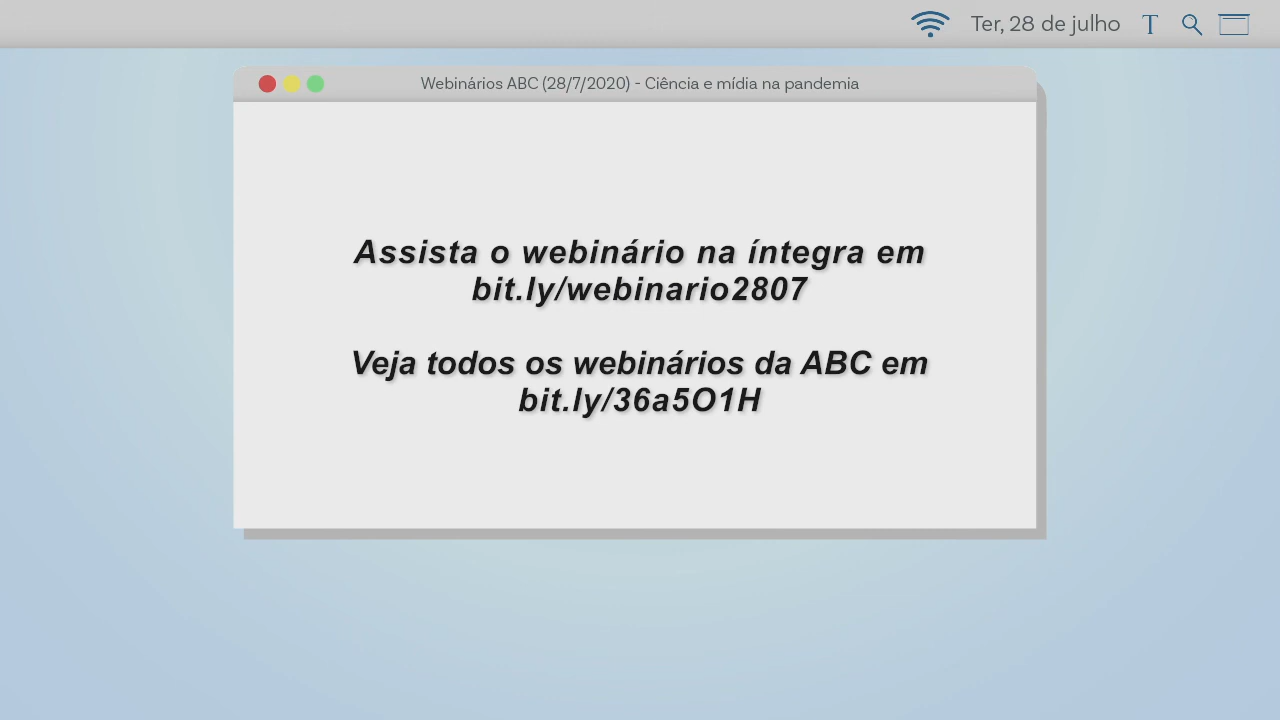 Ter, 28 de julho T
Webinários ABC (28/7/2020) - Ciência e mídia na pandemia
Assista o webinário na íntegra em
bit.ly/webinario2807
Veja todos os webinários da ABC em
bit.ly/36a5O1H